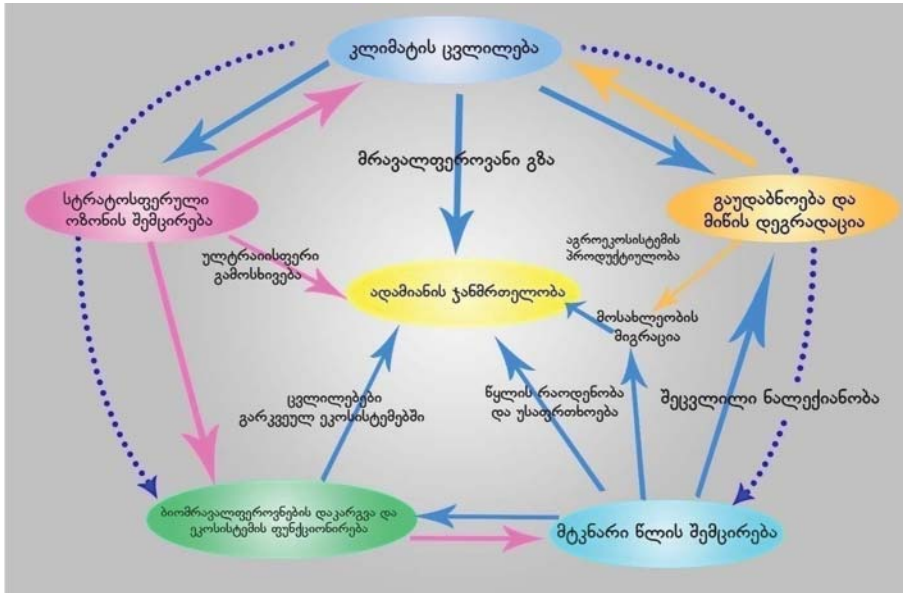 კლიმატის ცვლილება
მრავალფეროვანი გზა
სტრატოსფერული
ოზონის შემცირება
გაუდაბნოება და
მიწის დეგრადაცია
ულტრაიისფერი
გამოსხივება
აგროეკოსისტემის
პროდუქტიულობა
ადამიანის ჯანმრთელობა
მოსახლეობის
მიგრაცია
ცვლილებები
გარკვეულ ეკოსისტემებში
წყლის რაოდენობა
და უსაფრთხოება
შეცვლილი ნალექიანობა
ბიომრავალფეროვნების დაკარგვა და
ეკოსისტემის ფუნქციონირება
მტკნარი წლის შემცირება